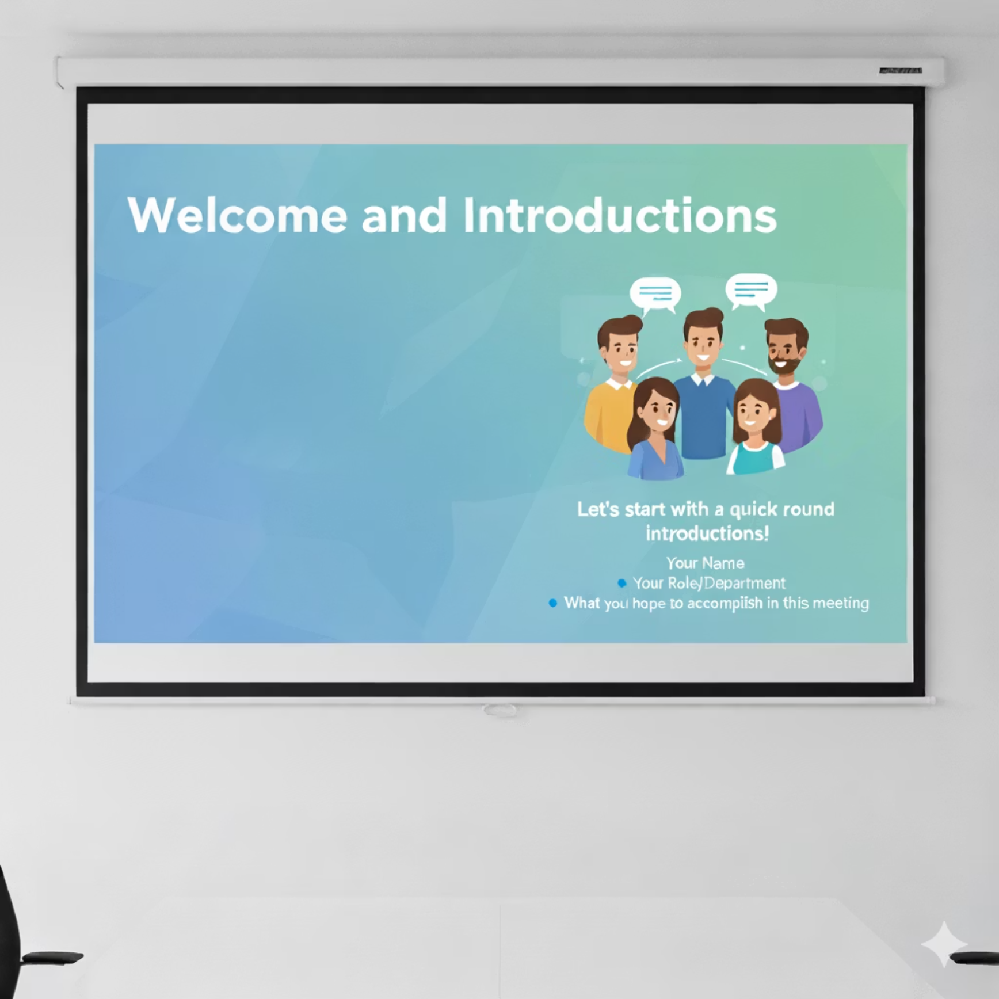 Welcome and Introductions
Let's start with a quick round
introductions!
Your Name
• Your Role/Department
• What you hope to accompiish in this meeting